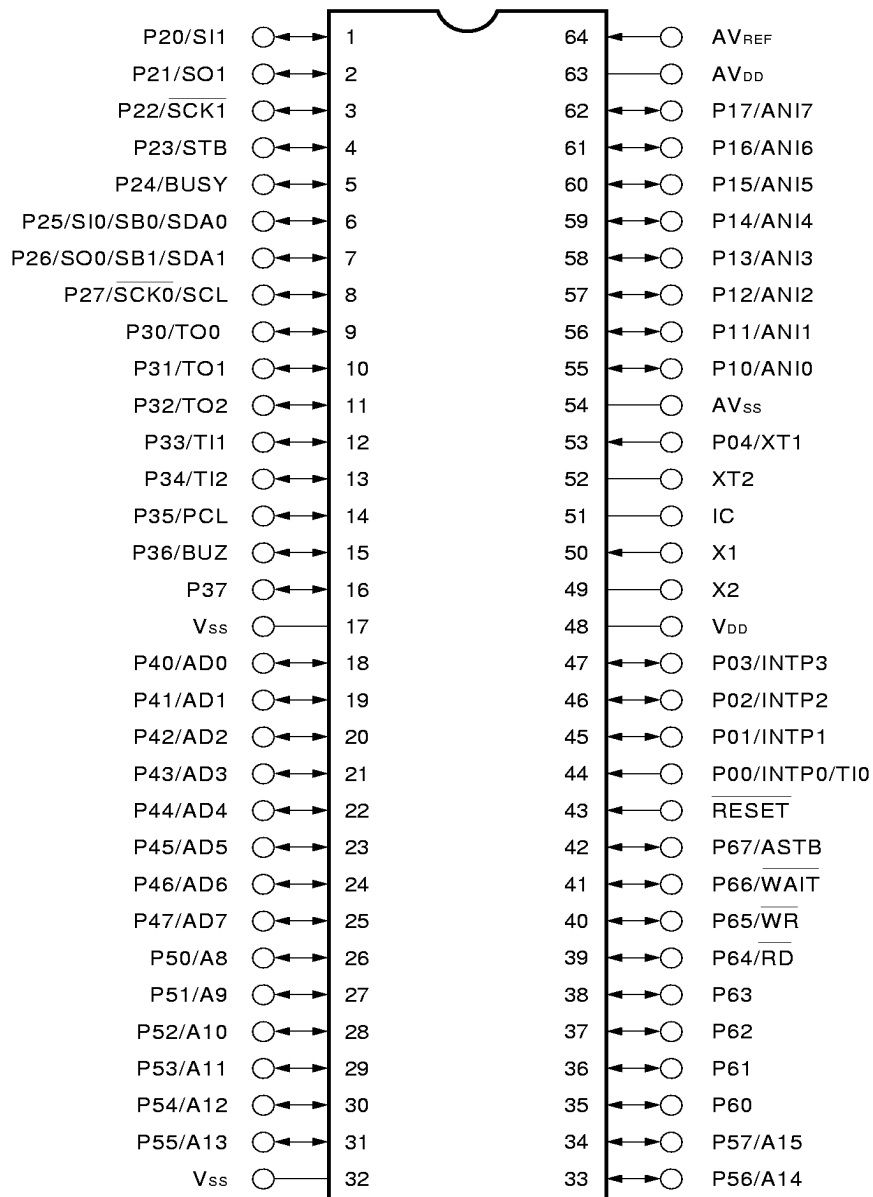 P20/SI1 1 64 AVREF
P21/SO1 2 63 AVDD
P22/SCK1 3 62 P17/ANI7
P23/STB 4 61 P16/ANI6
P24/BUSY 5 60 P15/ANI5
P25/SI0/SB0/SDA0 6 59 P14/ANI4
P26/SO0/SB1/SDA1 7 58 P13/ANI3
P27/SCK0/SCL 8 57 P12/ANI2
P30/TO0 9 56 P11/ANI1
P31/TO1 10 55 P10/ANI0
P32/TO2 11 54 AVSS
P33/TI1 12 53 P04/XT1
P34/TI2 13 52 XT2
P35/PCL 14 51 IC
P36/BUZ 15 50 X1
P37 16 49 X2
VSS 17 48 VDD
P40/AD0 18 47 P03/INTP3
P41/AD1 19 46 P02/INTP2
P42/AD2 20 45 P01/INTP1
P43/AD3 21 44 P00/INTP0/TI0
P44/AD4 22 43 RESET
P45/AD5 23 42 P67/ASTB
P46/AD6 24 41 P66/WAIT
P47/AD7 25 40 P65/WR
P50/A8 26 39 P64/RD
P51/A9 27 38 P63
P52/A10 28 37 P62
P53/A11 29 36 P61
P54/A12 30 35 P60
P55/A13 31 34 P57/A15
VSS 32 33 P56/A14